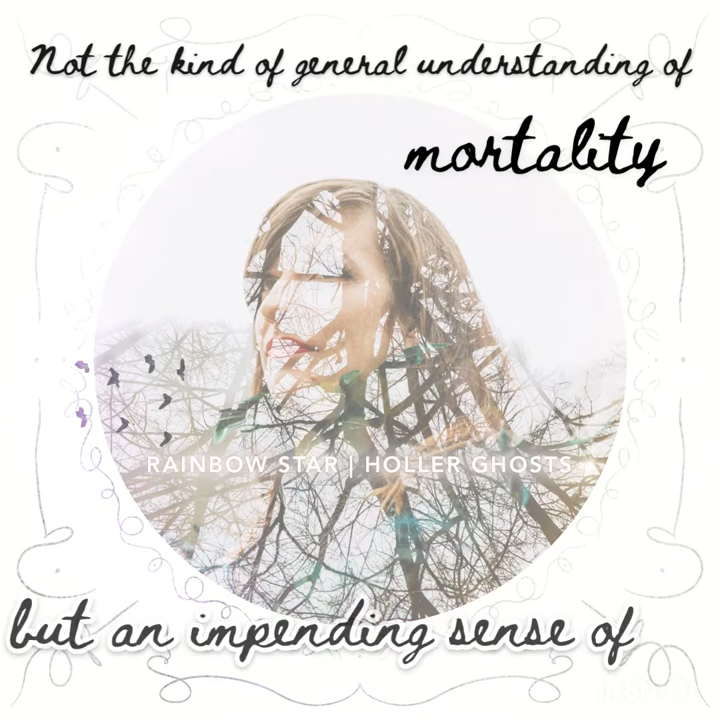 Not the kind of general understanding of
mortality
RAINBOW STAR | HOLLER GHOSTS
but an impending sense of